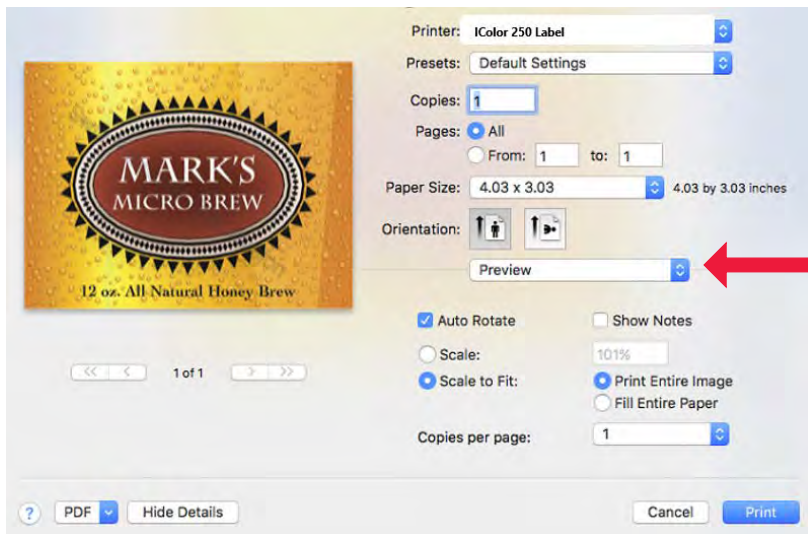 Printer: IColor 250 Label
Presets: Default Settings
Copies: 1
Pages: All
From: 1 to: 1
Paper Size: 4.03 x 3.03 4.03 by 3.03 inches
Orientation:
Preview
MARK'S
MICRO BREW
12 oz. All Natural Honey Brew
1 of 1
Auto Rotate Show Notes
Scale: 101%
Scale to Fit: Print Entire Image
Fill Entire Paper
Copies per page: 1
? PDF Hide Details Cancel Print